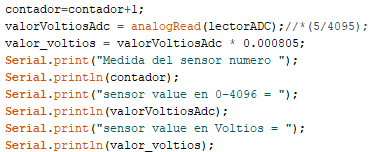 contador=contador+1;
valorVoltiosAdc = analogRead(lectorADC);//*(5/4095);
valor_voltios = valorVoltiosAdc * 0.000805;
Serial.print("Medida del sensor numero ");
Serial.println(contador);
Serial.print("sensor value en 0-4096 = ");
Serial.println(valorVoltiosAdc);
Serial.print("sensor value en Voltios = ");
Serial.println(valor_voltios);